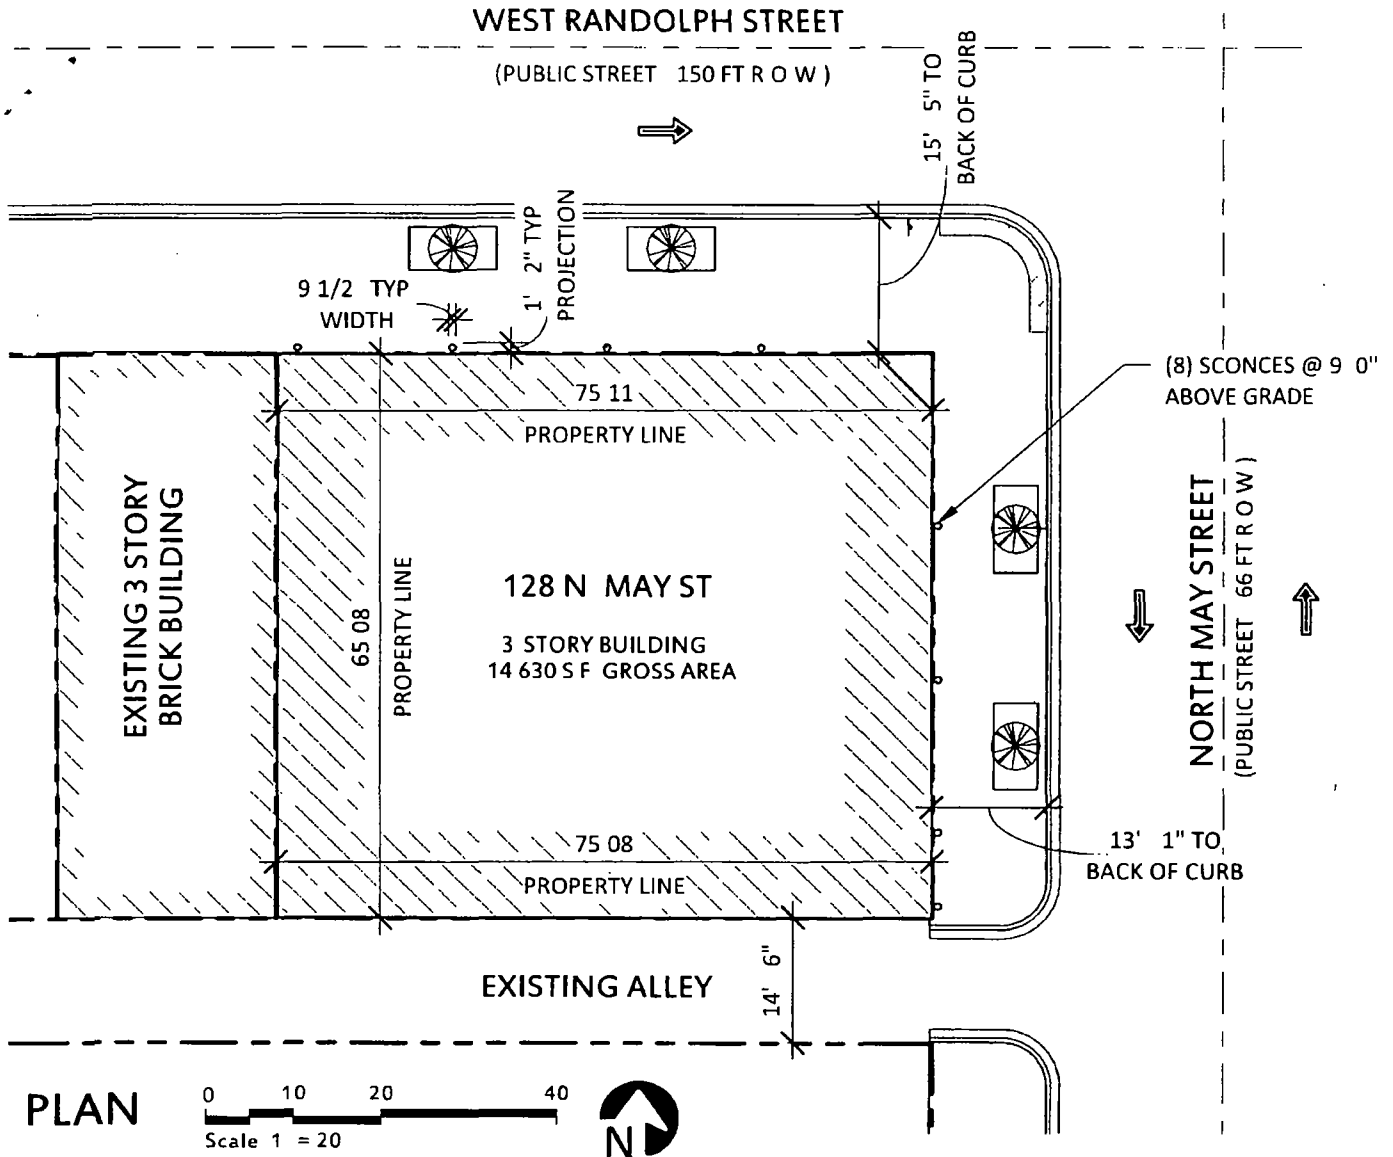 WEST RANDOLPH STREET
(PUBLIC STREET 150 FT R O W )
15' 5" TO
BACK OF CURB
1' 2" TYP
PROJECTION
9 1/2 TYP
WIDTH
(8) SCONCES @ 9 0"
ABOVE GRADE
75 11
PROPERTY LINE
EXISTING 3 STORY
BRICK BUILDING
65 08
PROPERTY LINE
128 N MAY ST
3 STORY BUILDING
14 630 S F GROSS AREA
NORTH MAY STREET
(PUBLIC STREET 66 FT R O W )
75 08
PROPERTY LINE
13' 1" TO
BACK OF CURB
EXISTING ALLEY
14' 6"
PLAN
0 10 20 40
Scale 1 = 20
N